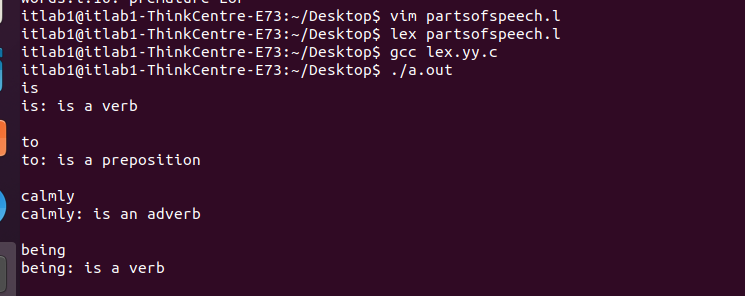 itlab1@itlab1-ThinkCentre-E73:~/Desktop$ vim partsofspeech.l
itlab1@itlab1-ThinkCentre-E73:~/Desktop$ lex partsofspeech.l
itlab1@itlab1-ThinkCentre-E73:~/Desktop$ gcc lex.yy.c
itlab1@itlab1-ThinkCentre-E73:~/Desktop$ ./a.out
is
is: is a verb
to
to: is a preposition
calmly
calmly: is an adverb
being
being: is a verb